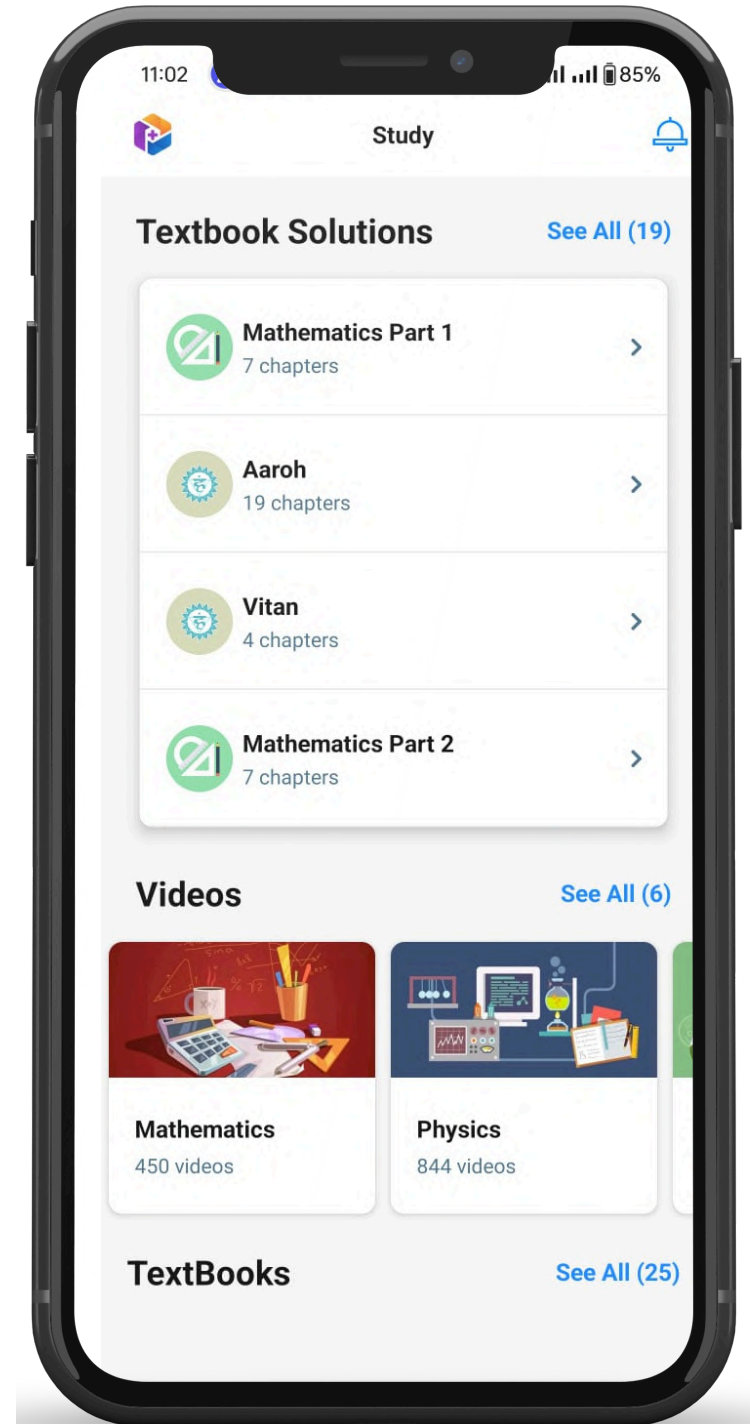 11:02
85%
Study
Textbook Solutions See All (19)
Mathematics Part 1
7 chapters
Aaroh
19 chapters
Vitan
4 chapters
Mathematics Part 2
7 chapters
Videos See All (6)
Mathematics
450 videos
Physics
844 videos
TextBooks See All (25)